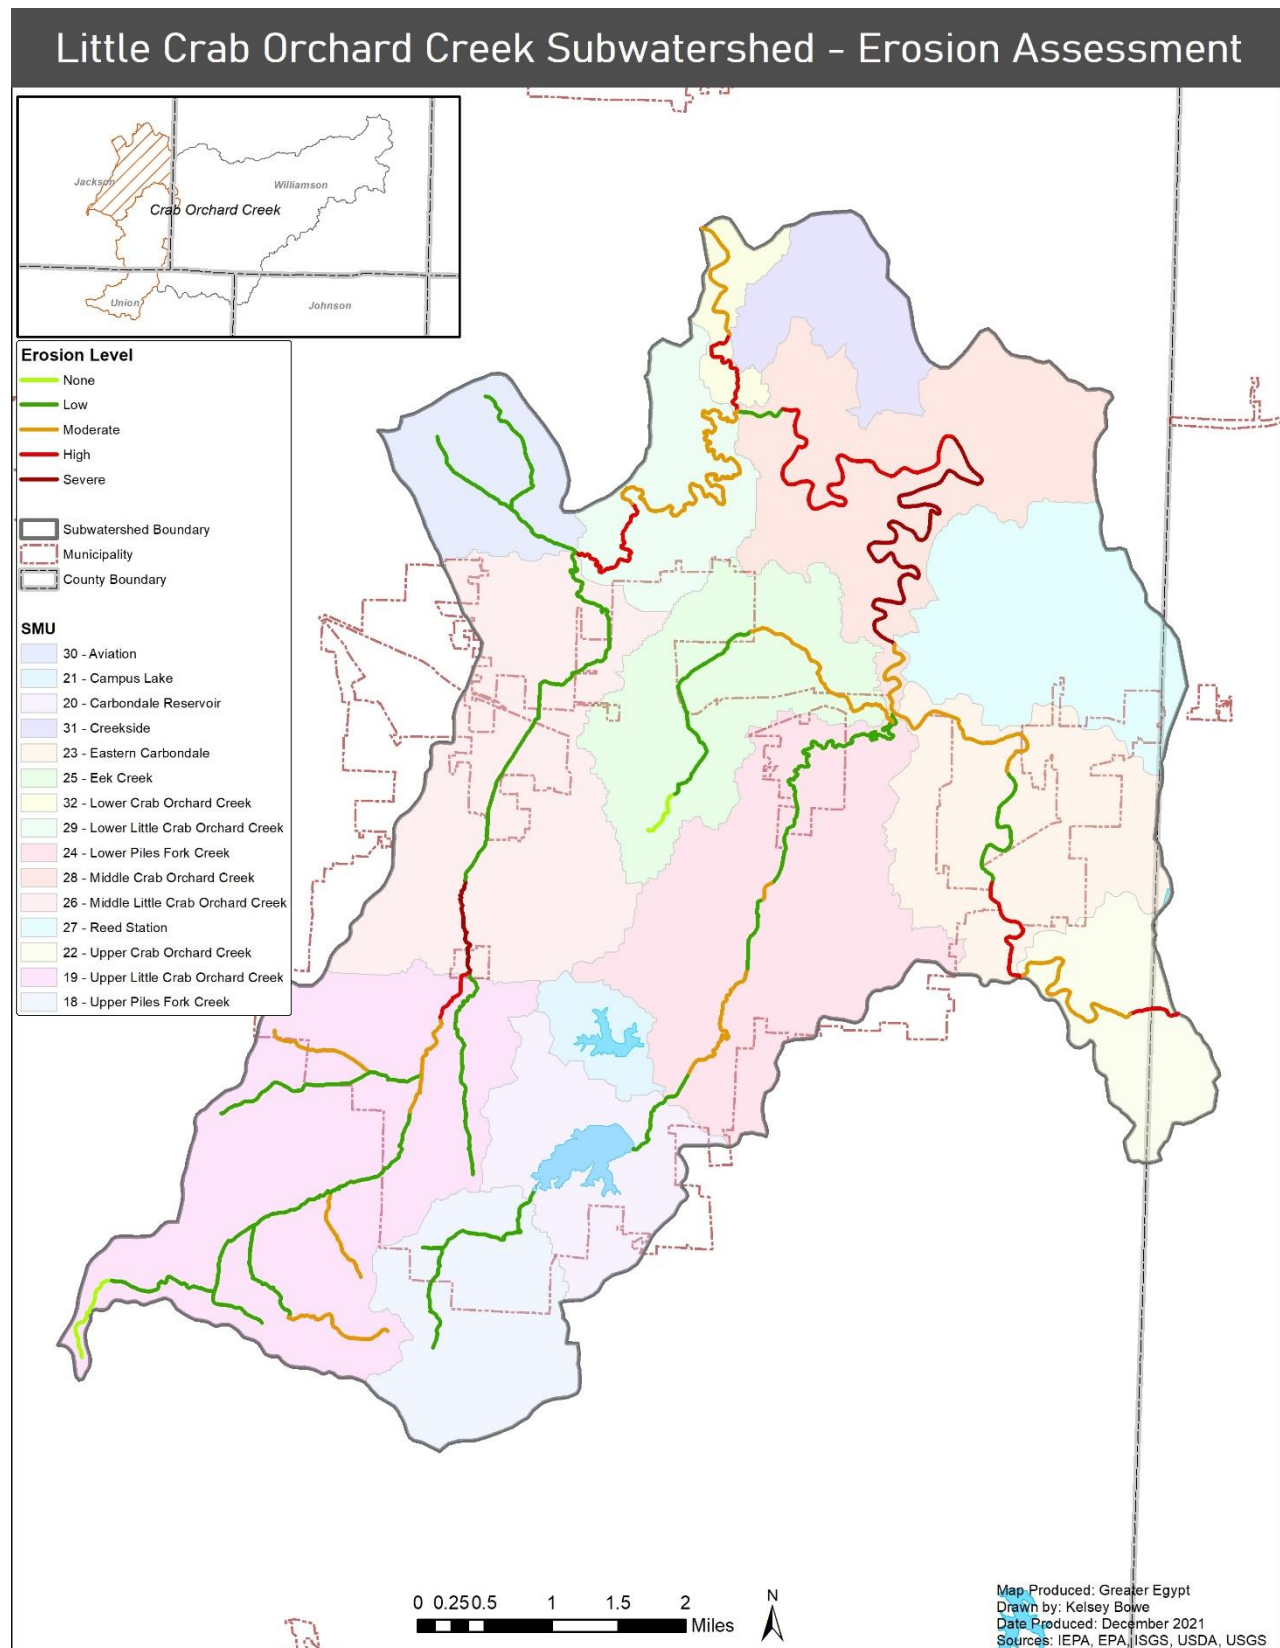 Little Crab Orchard Creek Subwatershed - Erosion Assessment
Jackson
Williamson
Crab Orchard Creek
Union
Johnson
Erosion Level
None
Low
Moderate
High
Severe
Subwatershed Boundary
Municipality
County Boundary
SMU
30 - Aviation
21 - Campus Lake
20 - Carbondale Reservoir
31 - Creekside
23 - Eastern Carbondale
25 - Eek Creek
32 - Lower Crab Orchard Creek
29 - Lower Little Crab Orchard Creek
24 - Lower Piles Fork Creek
28 - Middle Crab Orchard Creek
26 - Middle Little Crab Orchard Creek
27 - Reed Station
22 - Upper Crab Orchard Creek
19 - Upper Little Crab Orchard Creek
18 - Upper Piles Fork Creek
0 0.25 0.5 1 1.5 2
Miles
N
Map Produced: Greater Egypt
Drawn by: Kelsey Bowe
Date Produced: December 2021
Sources: IEPA, EPA, ISGS, USDA, USGS